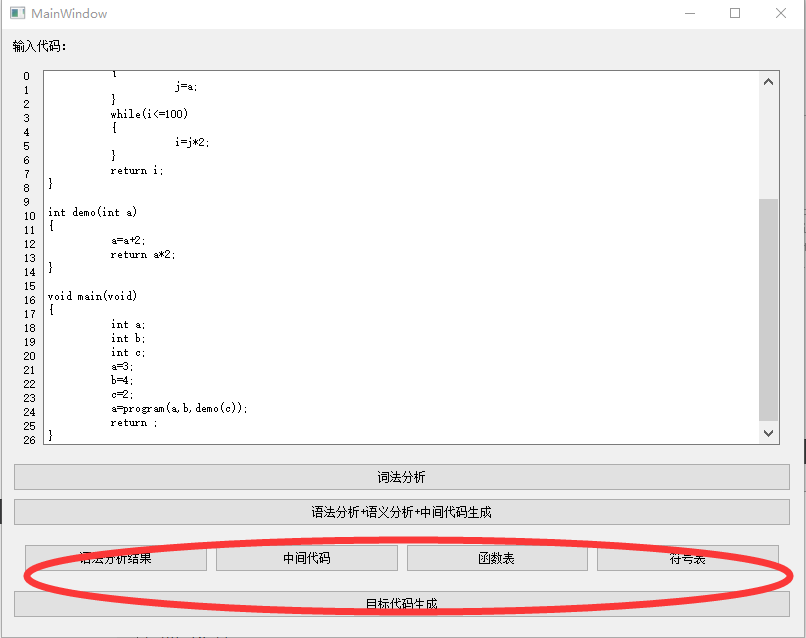 MainWindow
输入代码：
0
1
2
3
4
5
6
7
8
9
10
11
12
13
14
15
16
17
18
19
20
21
22
23
24
25
26
{
j=a;
}
while(i<=100)
{
i=j*2;
}
return i;
}
int demo(int a)
{
a=a+2;
return a*2;
}
void main(void)
{
int a;
int b;
int c;
a=3;
b=4;
c=2;
a=program(a,b,demo(c));
return ;
}
词法分析
语法分析+语义分析+中间代码生成
语法分析结果 中间代码 函数表 符号表
目标代码生成